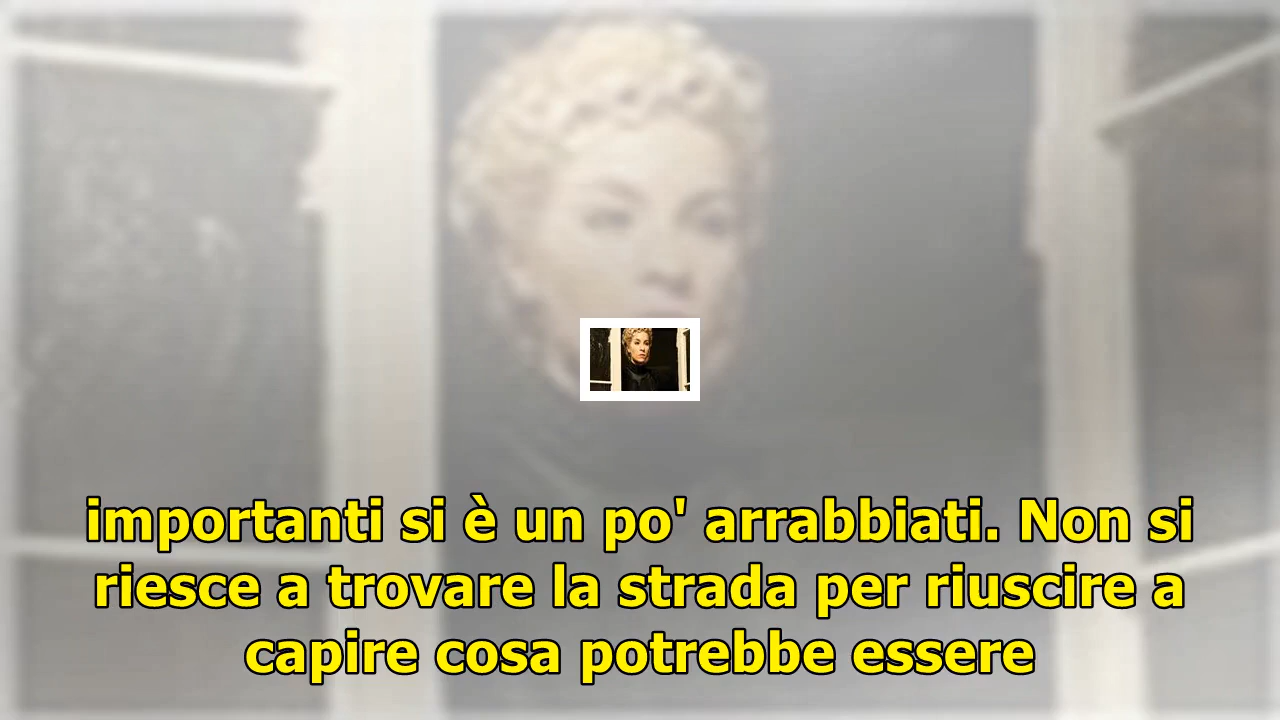 importanti si è un po' arrabbiati. Non si
riesce a trovare la strada per riuscire a
capire cosa potrebbe essere